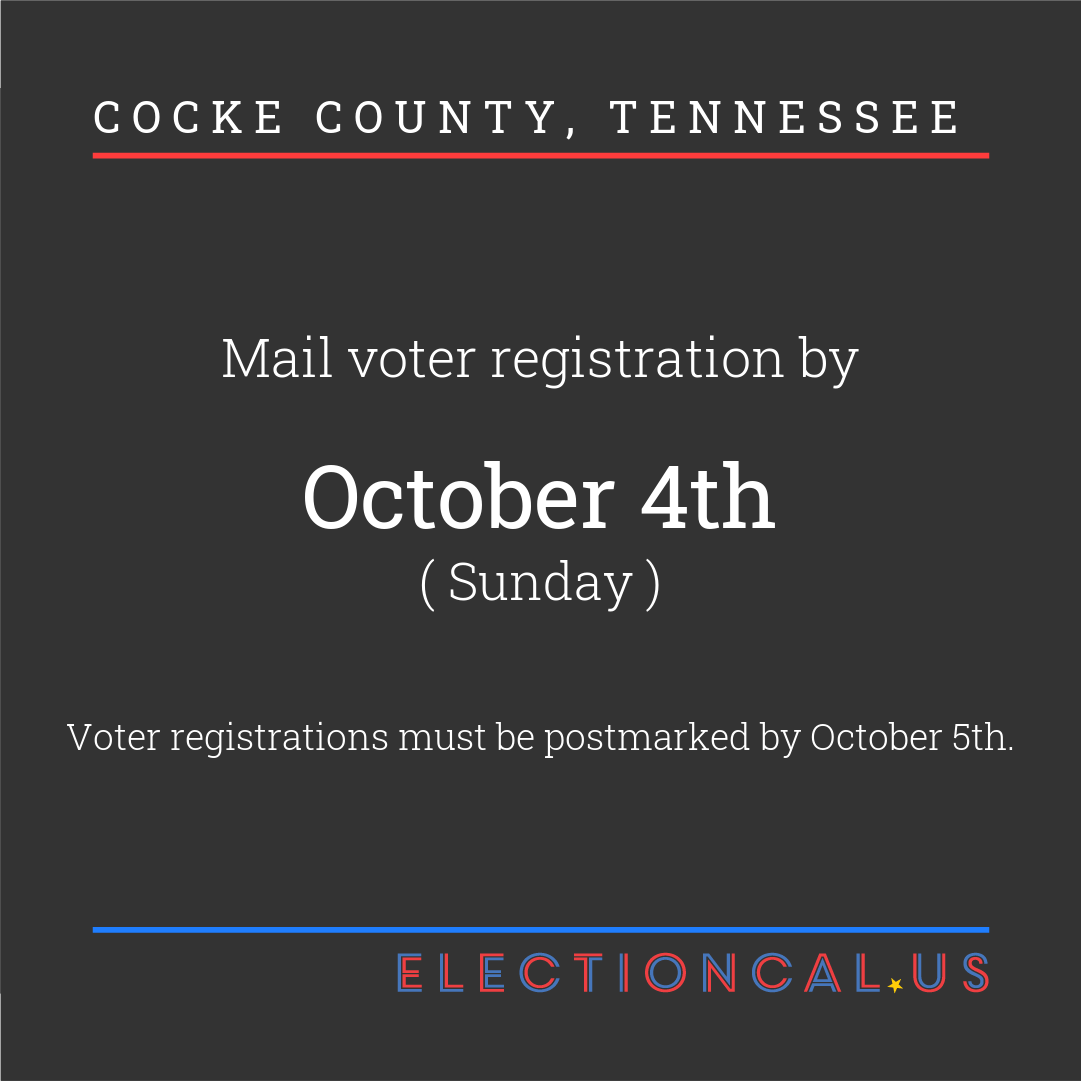 COCKE COUNTY, TENNESSEE
Mail voter registration by
October 4th
( Sunday )
Voter registrations must be postmarked by October 5th.
ELECTIONCAL.US